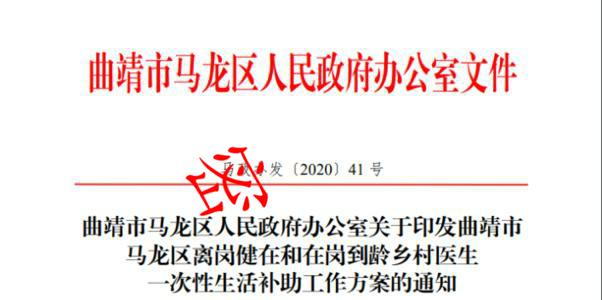 曲靖市马龙区人民政府办公室文件
马政办发〔2020〕41 号
曲靖市马龙区人民政府办公室关于印发曲靖市
马龙区离岗健在和在岗到龄乡村医生
一次性生活补助工作方案的通知